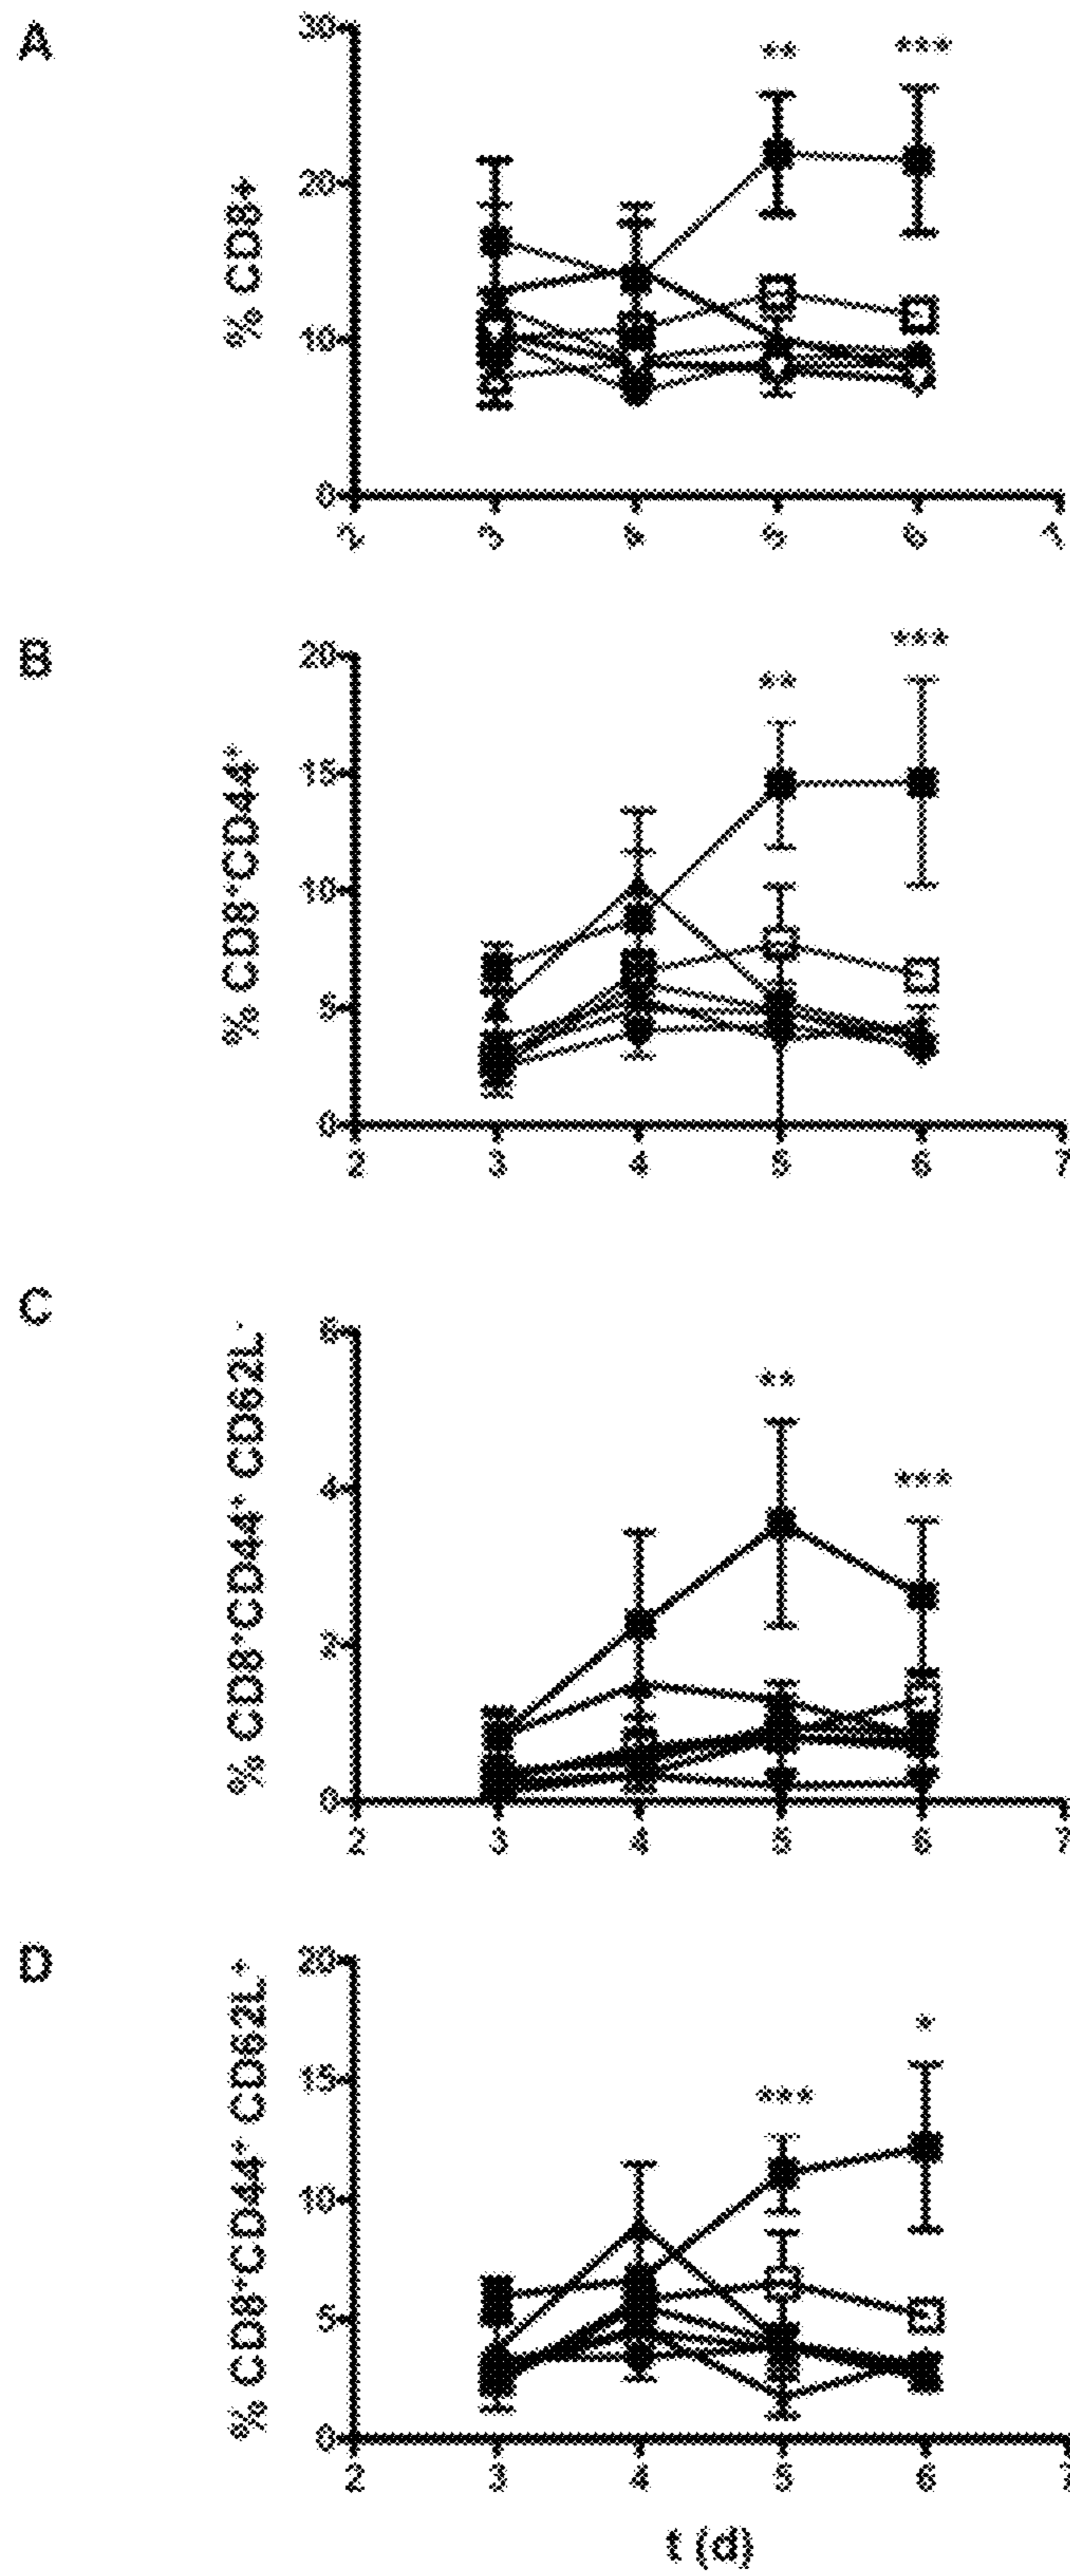 A
% CD8+
30
20
10
0
2 3 4 5 6 7
** ***
B
% CD8⁺CD44⁺
20
15
10
5
0
2 3 4 5 6 7
** ***
C
% CD8⁺CD44⁺ CD62L⁻
6
4
2
0
2 3 4 5 6 7
** ***
D
% CD8⁺CD44⁺ CD62L⁺
20
15
10
5
0
2 3 4 5 6 7
*** *
t (d)